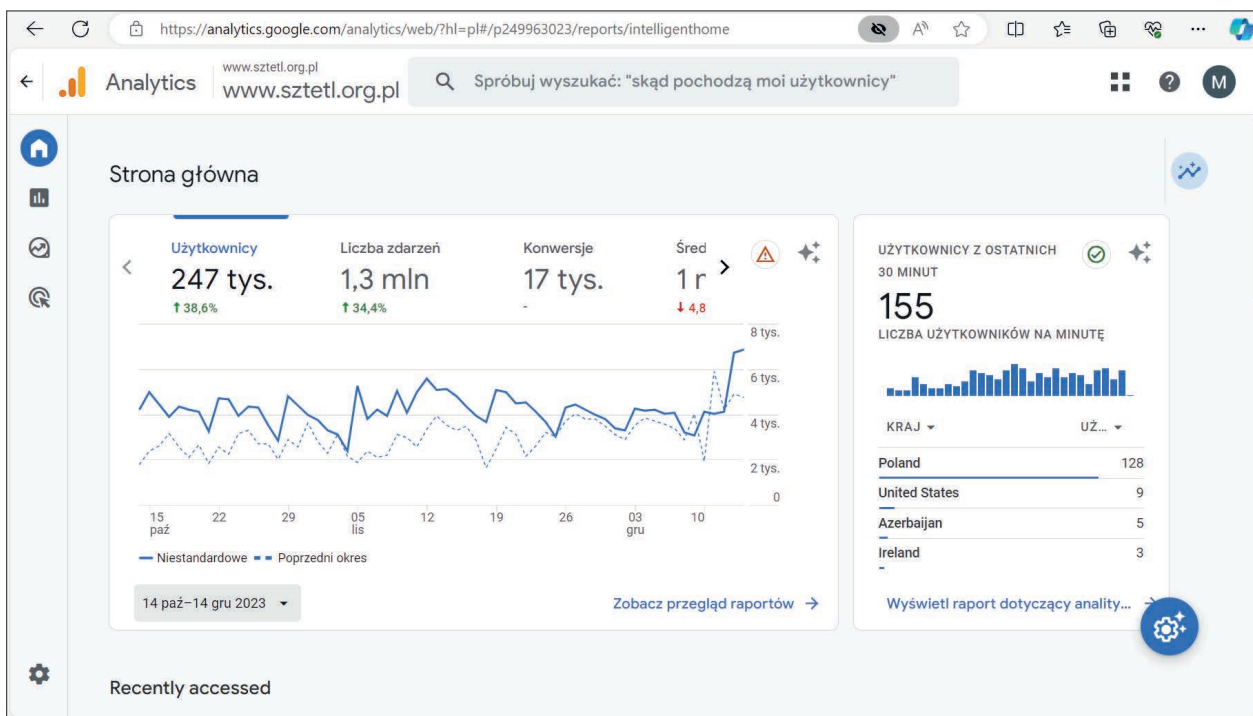 https://analytics.google.com/analytics/web/?hl=pl#/p249963023/reports/intelligenthome
Analytics
www.sztetl.org.pl
www.sztetl.org.pl
Spróbuj wyszukać: "skąd pochodzą moi użytkownicy"
M
Strona główna
Użytkownicy
247 tys.
38,6%
Liczba zdarzeń
1,3 mln
34,4%
Konwersje
17 tys.
-
Śred
1 r
4,8
8 tys.
6 tys.
4 tys.
2 tys.
0
15 22 29 05 12 19 26 03 10
paź lis gru
Niestandardowe Poprzedni okres
14 paź–14 gru 2023
Zobacz przegląd raportów
UŻYTKOWNICY Z OSTATNICH
30 MINUT
155
LICZBA UŻYTKOWNIKÓW NA MINUTĘ
KRAJ UŻ...
Poland 128
United States 9
Azerbaijan 5
Ireland 3
Wyświetl raport dotyczący anality...
Recently accessed